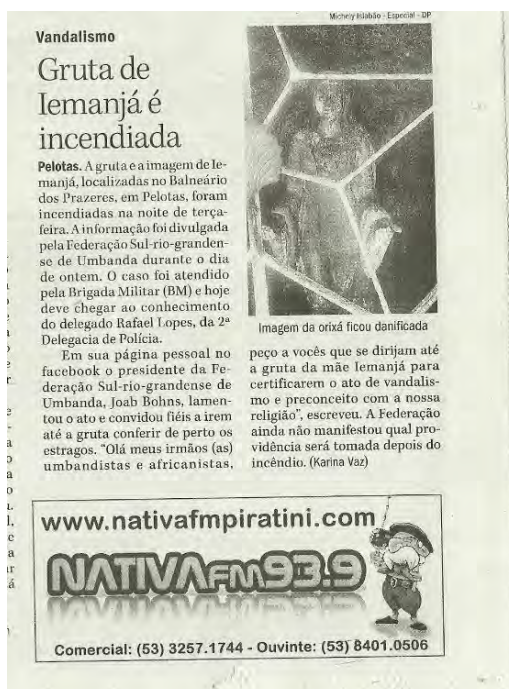 Michely Islabão - Especial - DP
Vandalismo
Gruta de
Iemanjá é
incendiada
Pelotas. A gruta e a imagem de Ie-
manjá, localizadas no Balneário
dos Prazeres, em Pelotas, foram
incendiadas na noite de terça-
feira. A informação foi divulgada
pela Federação Sul-rio-granden-
se de Umbanda durante o dia
de ontem. O caso foi atendido
pela Brigada Militar (BM) e hoje
deve chegar ao conhecimento
do delegado Rafael Lopes, da 2ª
Delegacia de Polícia.
Em sua página pessoal no
facebook o presidente da Fe-
deração Sul-rio-grandense de
Umbanda, Joab Bohns, lamen-
tou o ato e convidou fiéis a irem
até a gruta conferir de perto os
estragos. "Olá meus irmãos (as)
umbandistas e africanistas,
Imagem da orixá ficou danificada
peço a vocês que se dirijam até
a gruta da mãe Iemanjá para
certificarem o ato de vandalis-
mo e preconceito com a nossa
religião", escreveu. A Federação
ainda não manifestou qual pro-
vidência será tomada depois do
incêndio. (Karina Vaz)
www.nativafmpiratini.com
NATIVAFM93.9
Comercial: (53) 3257.1744 - Ouvinte: (53) 8401.0506